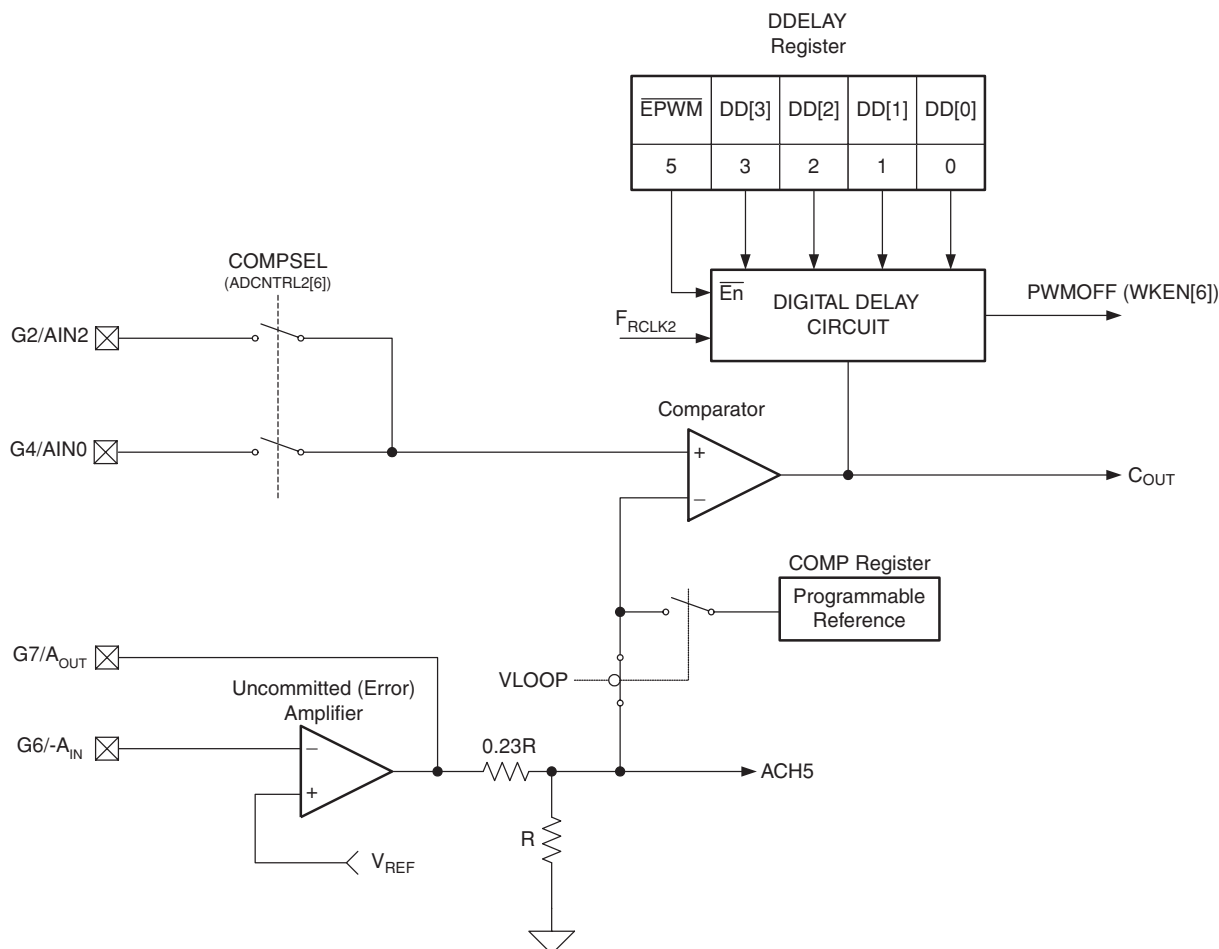 DDELAY
Register
EPWM DD[3] DD[2] DD[1] DD[0]
5 3 2 1 0
COMPSEL
(ADCNTRL2[6])
G2/AIN2
En
DIGITAL DELAY
CIRCUIT
PWMOFF (WKEN[6])
FRCLK2
G4/AIN0
Comparator
+
–
COUT
COMP Register
Programmable
Reference
G7/AOUT
VLOOP
Uncommitted (Error)
Amplifier
G6/-AIN
–
+
0.23R
ACH5
R
VREF